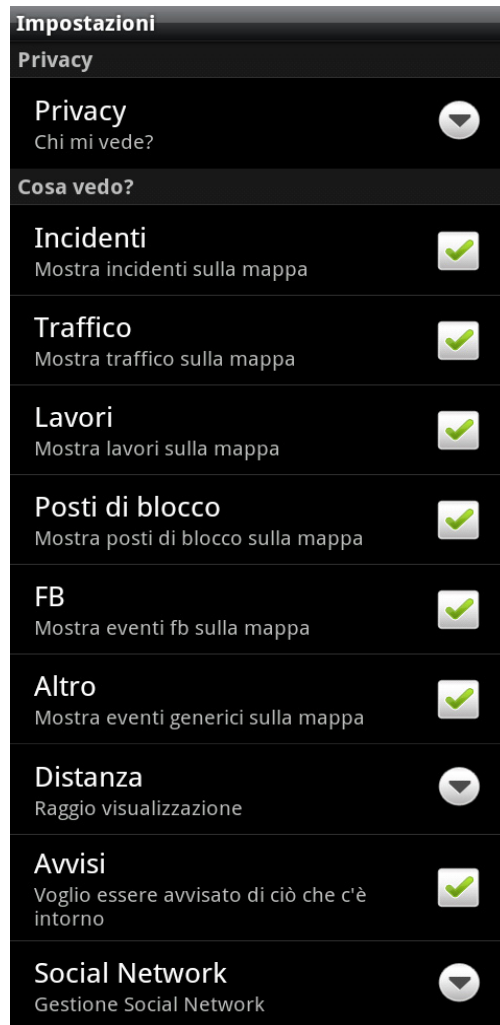 Impostazioni
Privacy
Privacy
Chi mi vede?
Cosa vedo?
Incidenti
Mostra incidenti sulla mappa
Traffico
Mostra traffico sulla mappa
Lavori
Mostra lavori sulla mappa
Posti di blocco
Mostra posti di blocco sulla mappa
FB
Mostra eventi fb sulla mappa
Altro
Mostra eventi generici sulla mappa
Distanza
Raggio visualizzazione
Avvisi
Voglio essere avvisato di ciò che c'è
intorno
Social Network
Gestione Social Network